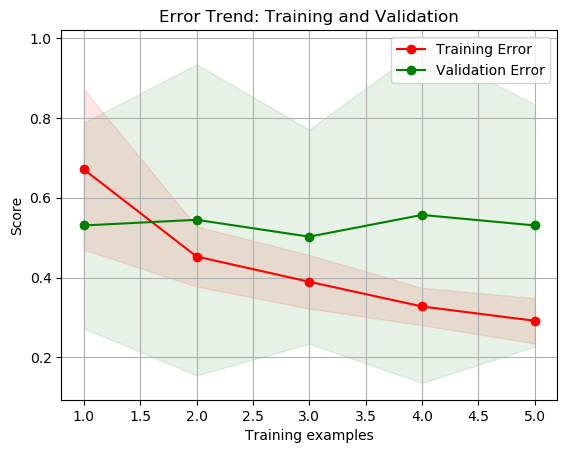 Error Trend: Training and Validation
Training Error
Validation Error
1.0
0.8
0.6
0.4
0.2
Score
1.0 1.5 2.0 2.5 3.0 3.5 4.0 4.5 5.0
Training examples